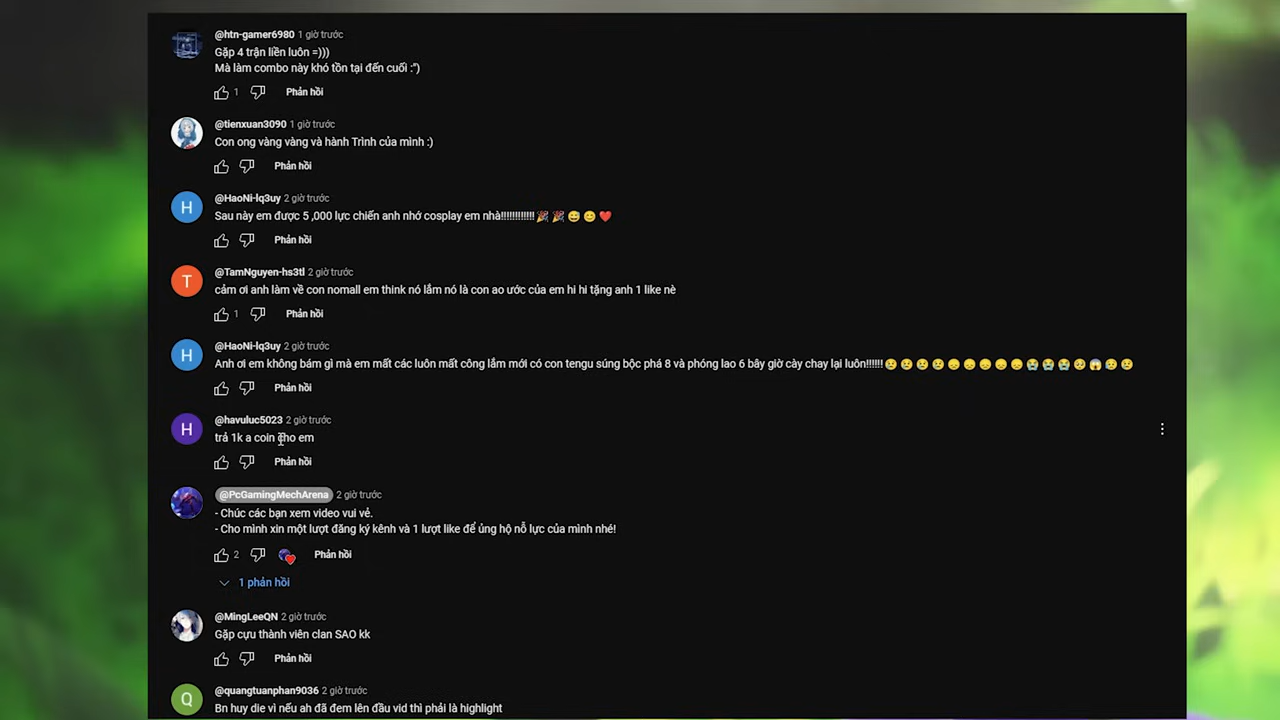 @htn-gamer6980 1 giờ trước
Gặp 4 trận liền luôn =)))
Mà làm combo này khó tồn tại đến cuối :")
1 Phản hồi
@tienxuan3090 1 giờ trước
Con ong vàng vàng và hành Trình của mình :)
Phản hồi
H @HaoNi-lq3uy 2 giờ trước
Sau này em được 5 ,000 lực chiến anh nhớ cosplay em nhà!!!!!!!!!!!! 🎉 🎉 😅 😊 ❤️
Phản hồi
T @TamNguyen-hs3tl 2 giờ trước
cảm ơi anh làm về con nomall em think nó lắm nó là con ao ước của em hi hi tặng anh 1 like nè
1 Phản hồi
H @HaoNi-lq3uy 2 giờ trước
Anh ơi em không bám gì mà em mất các luôn mất công lắm mới có con tengu súng bộc phá 8 và phóng lao 6 bây giờ cày chay lại luôn!!!!!! 😢 😢 😢 😢 😞 😞 😞 😞 😞 😭 😭 😭 🥺 😱 😥 😢
Phản hồi
H @havuluc5023 2 giờ trước
trả 1k a coin cho em
Phản hồi
@PcGamingMechArena 2 giờ trước
- Chúc các bạn xem video vui vẻ.
- Cho mình xin một lượt đăng ký kênh và 1 lượt like để ủng hộ nỗ lực của mình nhé!
2 Phản hồi
1 phản hồi
@MingLeeQN 2 giờ trước
Gặp cựu thành viên clan SAO kk
Phản hồi
Q @quangtuanphan9036 2 giờ trước
Bn huy die vì nếu ah đã đem lên đầu vid thì phải là highlight